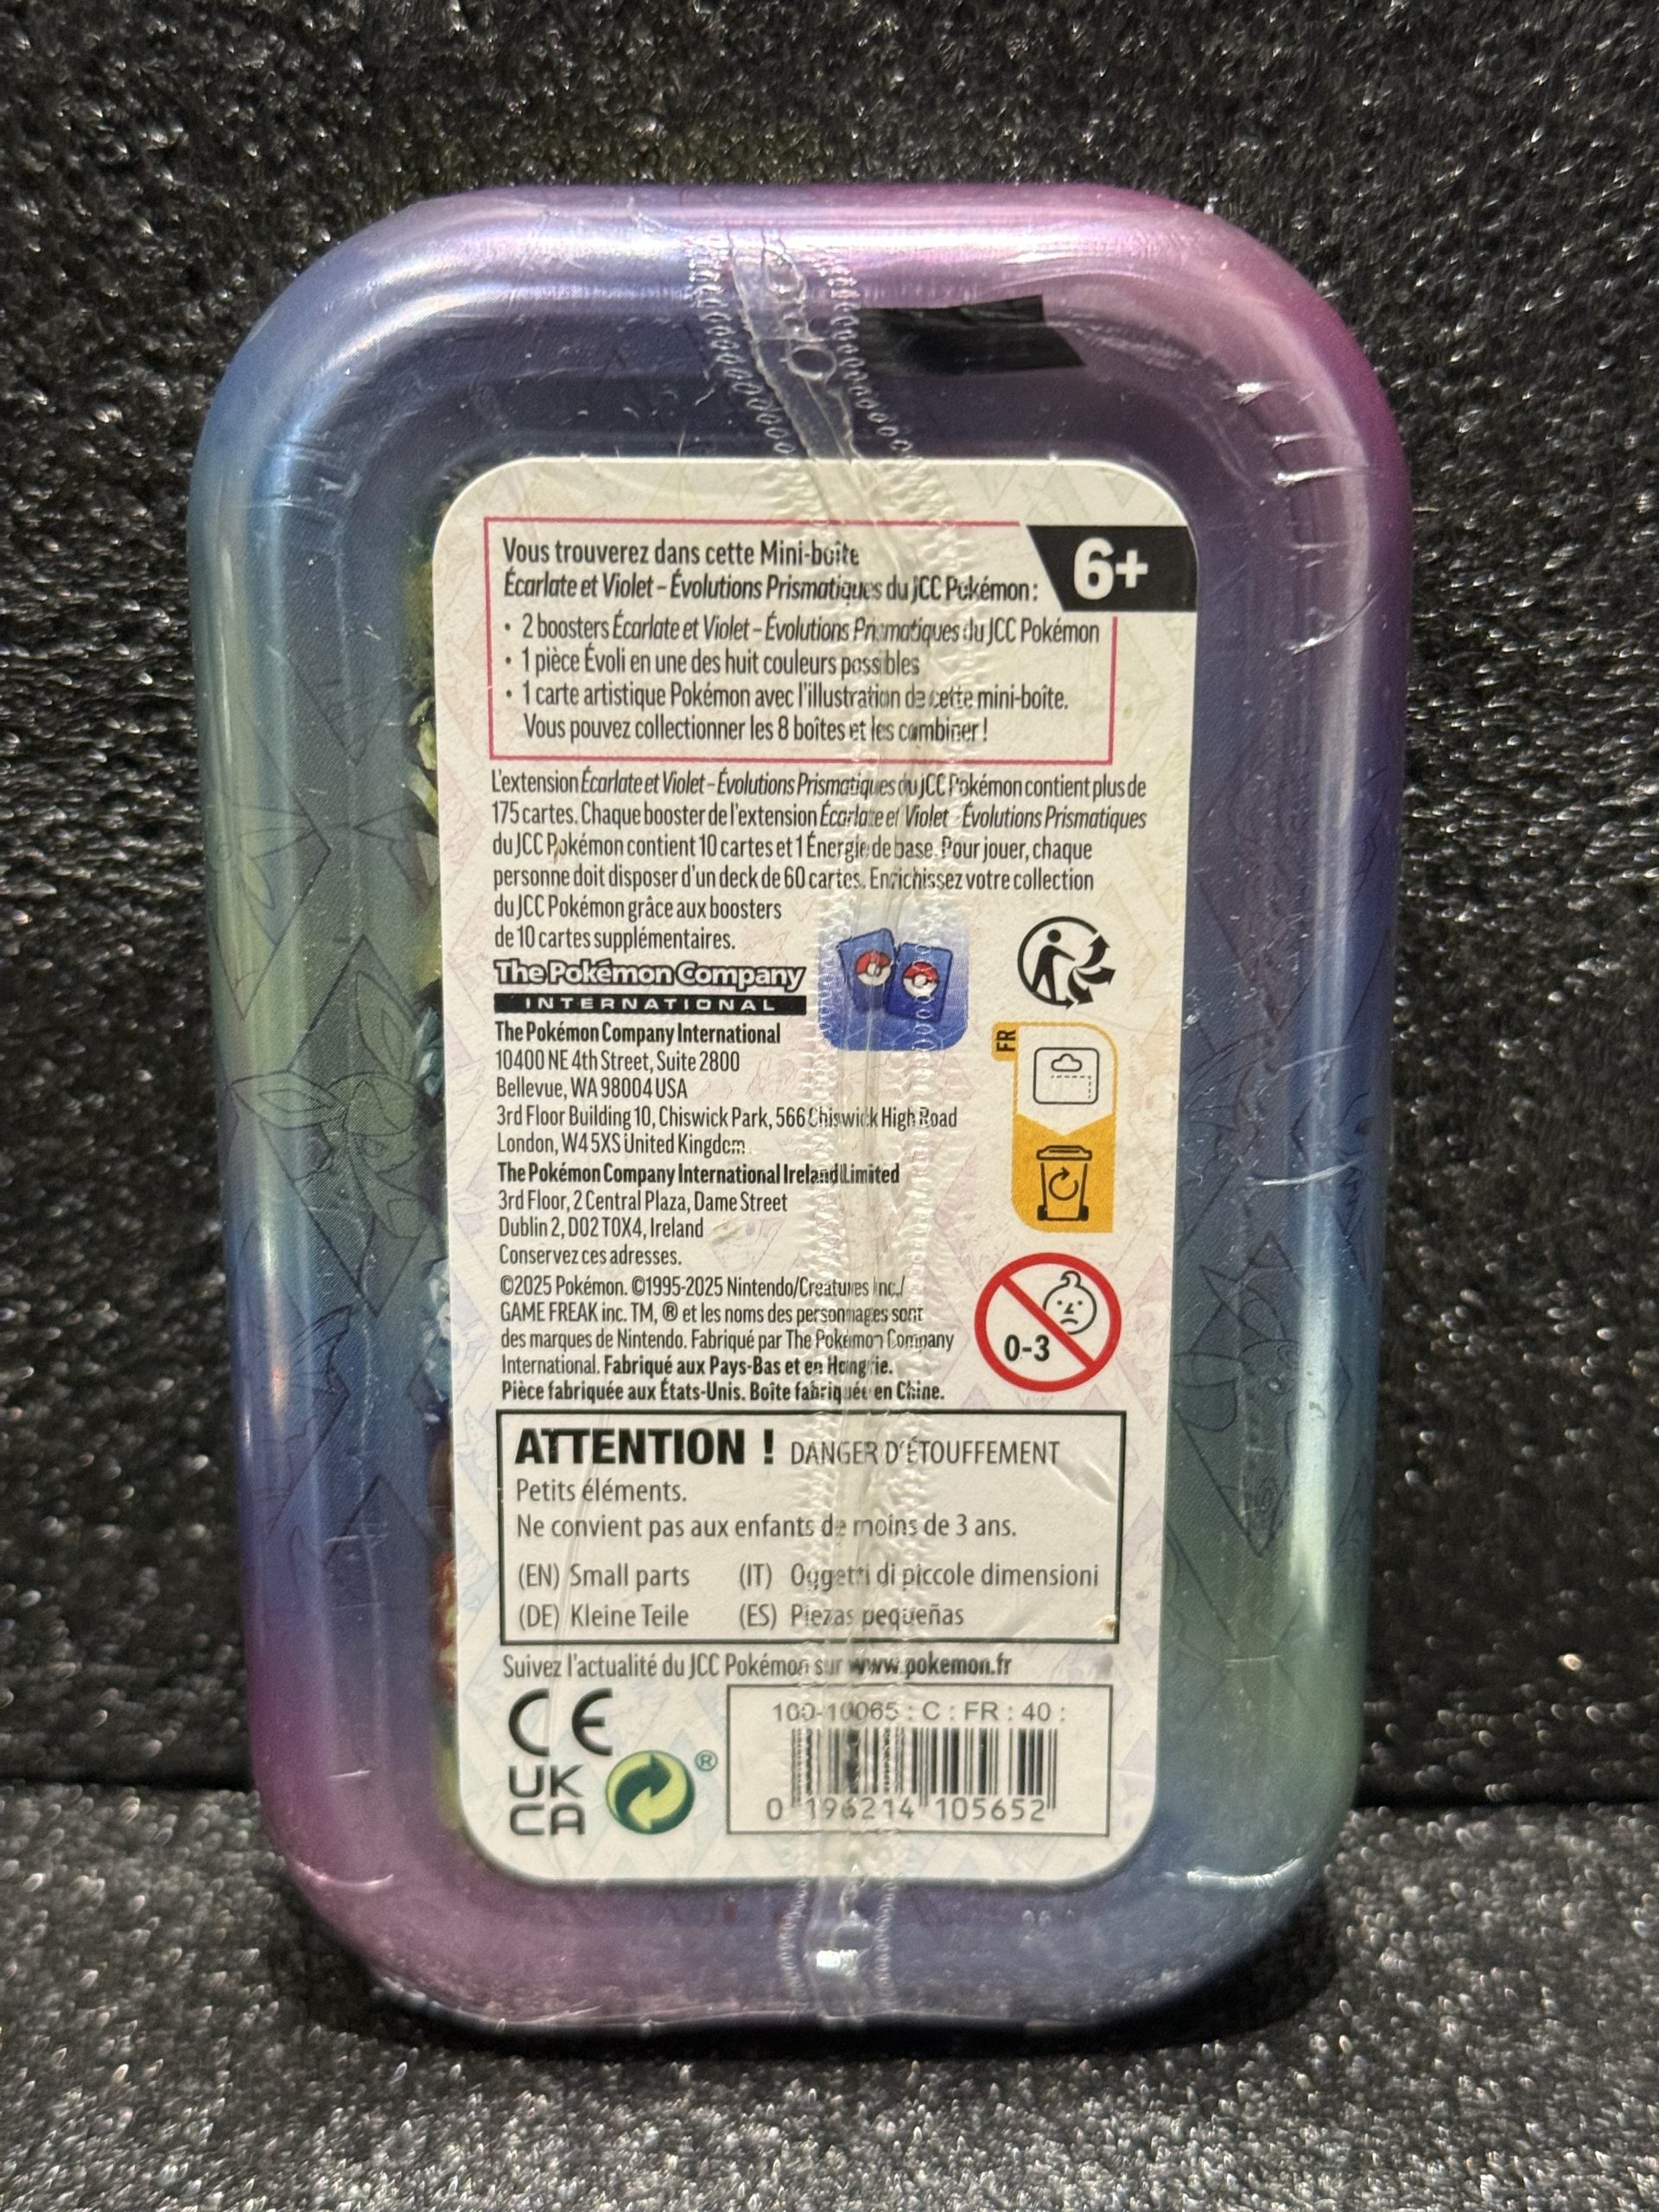 Vous trouverez dans cette Mini-boîte
Écarlate et Violet – Évolutions Prismatiques du JCC Pokémon :
6+
• 2 boosters Écarlate et Violet – Évolutions Prismatiques du JCC Pokémon
• 1 pièce Évoli en une des huit couleurs possibles
• 1 carte artistique Pokémon avec l'illustration de cette mini-boîte.
Vous pouvez collectionner les 8 boîtes et les combiner !
L'extension Écarlate et Violet – Évolutions Prismatiques du JCC Pokémon contient plus de
175 cartes. Chaque booster de l'extension Écarlate et Violet – Évolutions Prismatiques
du JCC Pokémon contient 10 cartes et 1 Énergie de base. Pour jouer, chaque
personne doit disposer d'un deck de 60 cartes. Enrichissez votre collection
du JCC Pokémon grâce aux boosters
de 10 cartes supplémentaires.
The Pokémon Company
INTERNATIONAL
The Pokémon Company International
10400 NE 4th Street, Suite 2800
Bellevue, WA 98004 USA
3rd Floor Building 10, Chiswick Park, 566 Chiswick High Road
London, W4 5XS United Kingdom
The Pokémon Company International Ireland Limited
3rd Floor, 2 Central Plaza, Dame Street
Dublin 2, D02 T0X4, Ireland
Conservez ces adresses.
FR
©2025 Pokémon. ©1995-2025 Nintendo/Creatures Inc./
GAME FREAK inc. TM, ® et les noms des personnages sont
des marques de Nintendo. Fabriqué par The Pokémon Company
International. Fabriqué aux Pays-Bas et en Hongrie.
Pièce fabriquée aux États-Unis. Boîte fabriquée en Chine.
0-3
ATTENTION ! DANGER D'ÉTOUFFEMENT
Petits éléments.
Ne convient pas aux enfants de moins de 3 ans.
(EN) Small parts (IT) Oggetti di piccole dimensioni
(DE) Kleine Teile (ES) Piezas pequeñas
Suivez l'actualité du JCC Pokémon sur www.pokemon.fr
CE
UK
CA
®
100-10065 : C : FR : 40 :
0 196214 105652